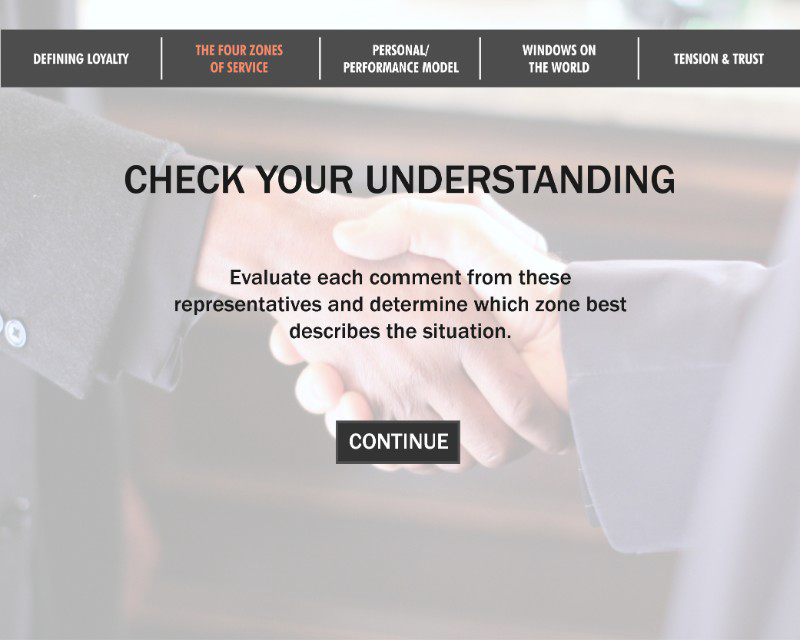 DEFINING LOYALTY
THE FOUR ZONES
OF SERVICE
PERSONAL/
PERFORMANCE MODEL
WINDOWS ON
THE WORLD
TENSION & TRUST
CHECK YOUR UNDERSTANDING
Evaluate each comment from these
representatives and determine which zone best
describes the situation.
CONTINUE